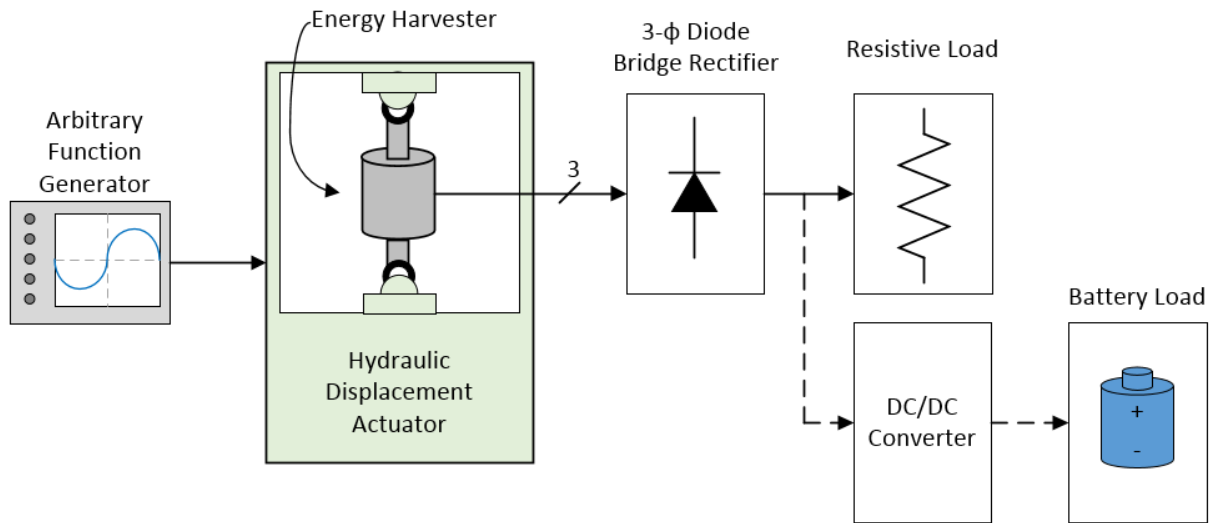 Energy Harvester
3-ϕ Diode
Bridge Rectifier
Resistive Load
Arbitrary
Function
Generator
3
Battery Load
Hydraulic
Displacement
Actuator
DC/DC
Converter
+
-